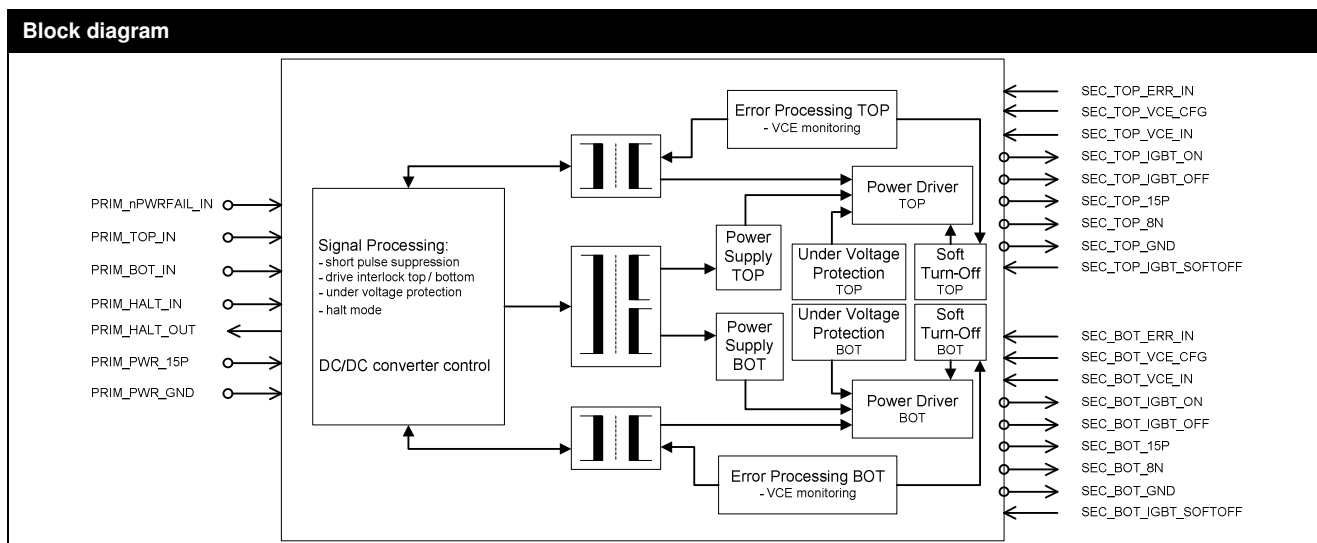 Block diagram
PRIM_nPWRFAIL_IN
PRIM_TOP_IN
PRIM_BOT_IN
PRIM_HALT_IN
PRIM_HALT_OUT
PRIM_PWR_15P
PRIM_PWR_GND
Signal Processing:
- short pulse suppression
- drive interlock top / bottom
- under voltage protection
- halt mode
DC/DC converter control
Error Processing TOP
- VCE monitoring
Power Driver
TOP
Power
Supply
TOP
Under Voltage
Protection
TOP
Soft
Turn-Off
TOP
Power
Supply
BOT
Under Voltage
Protection
BOT
Soft
Turn-Off
BOT
Power Driver
BOT
Error Processing BOT
- VCE monitoring
SEC_TOP_ERR_IN
SEC_TOP_VCE_CFG
SEC_TOP_VCE_IN
SEC_TOP_IGBT_ON
SEC_TOP_IGBT_OFF
SEC_TOP_15P
SEC_TOP_8N
SEC_TOP_GND
SEC_TOP_IGBT_SOFTOFF
SEC_BOT_ERR_IN
SEC_BOT_VCE_CFG
SEC_BOT_VCE_IN
SEC_BOT_IGBT_ON
SEC_BOT_IGBT_OFF
SEC_BOT_15P
SEC_BOT_8N
SEC_BOT_GND
SEC_BOT_IGBT_SOFTOFF